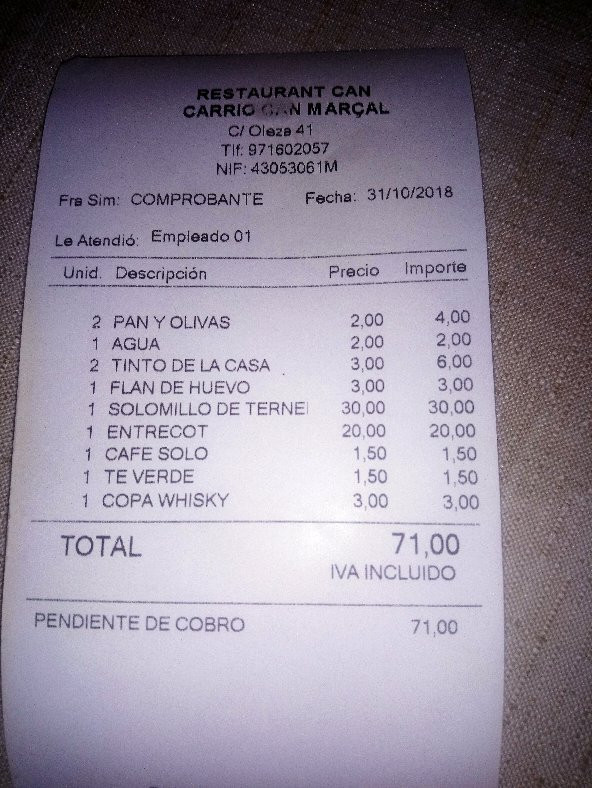 RESTAURANT CAN
CARRIO CAN MARÇAL
C/ Oleza 41
Tlf: 971602057
NIF: 43053061M
Fra Sim: COMPROBANTE Fecha: 31/10/2018
Le Atendió: Empleado 01
Unid. Descripción Precio Importe
2 PAN Y OLIVAS 2,00 4,00
1 AGUA 2,00 2,00
2 TINTO DE LA CASA 3,00 6,00
1 FLAN DE HUEVO 3,00 3,00
1 SOLOMILLO DE TERNEI 30,00 30,00
1 ENTRECOT 20,00 20,00
1 CAFE SOLO 1,50 1,50
1 TE VERDE 1,50 1,50
1 COPA WHISKY 3,00 3,00
TOTAL 71,00
IVA INCLUIDO
PENDIENTE DE COBRO 71,00